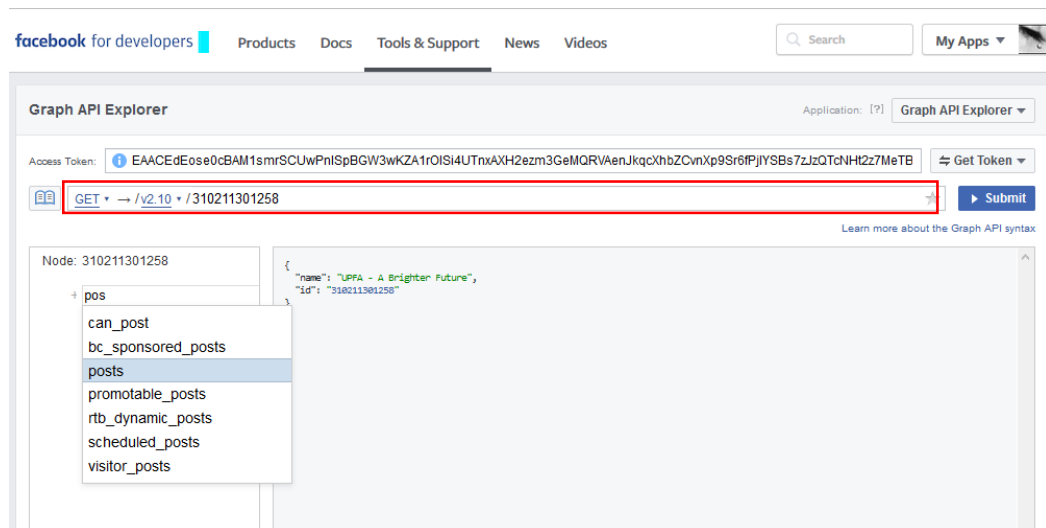 facebook for developers Products Docs Tools & Support News Videos Search My Apps
Graph API Explorer Application: [?] Graph API Explorer
Access Token: EAACEdEose0cBAM1smrSCUwPnISpBGW3wKZA1rOISi4UTnxAXH2ezm3GeMQRVAenJkqcXhbZCvnXp9Sr6fPjIYSBs7zJzQTcNHt2z7MeTB Get Token
GET → /v2.10 /310211301258 Submit
Learn more about the Graph API syntax
Node: 310211301258
{
"name": "UPFA - A Brighter Future",
"id": "310211301258"
}
pos
can_post
bc_sponsored_posts
posts
promotable_posts
rtb_dynamic_posts
scheduled_posts
visitor_posts